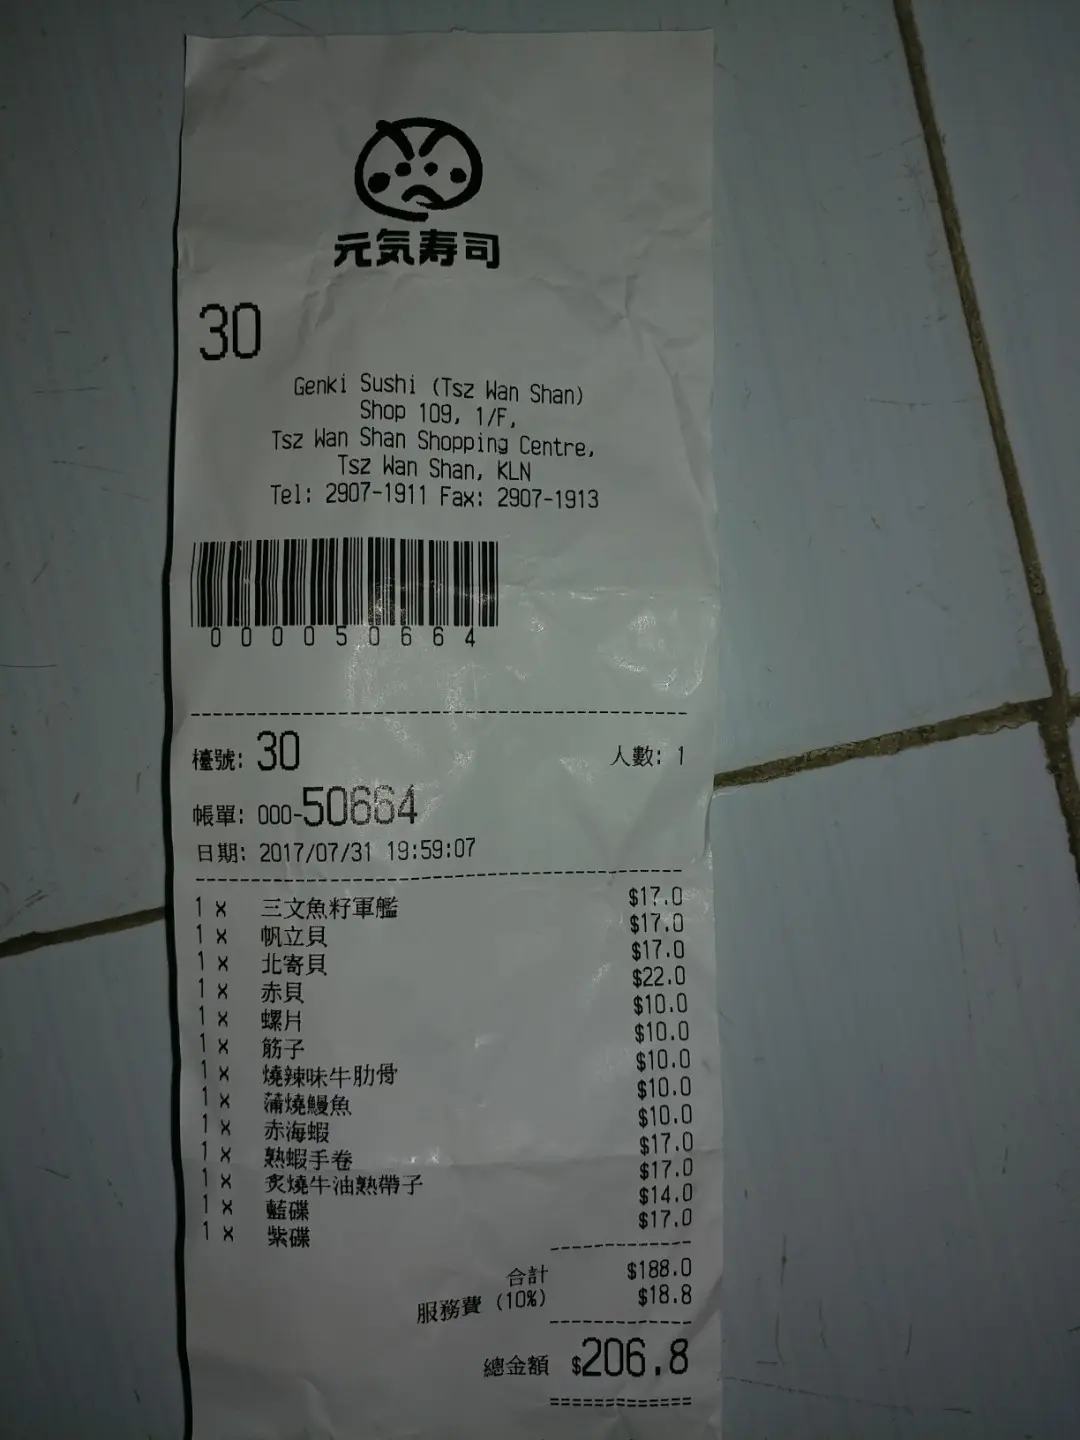 元気寿司
30
Genki Sushi (Tsz Wan Shan)
Shop 109, 1/F,
Tsz Wan Shan Shopping Centre,
Tsz Wan Shan, KLN
Tel: 2907-1911 Fax: 2907-1913
0000050664
檯號: 30 人數: 1
帳單: 000-50664
日期: 2017/07/31 19:59:07
1 x 三文魚籽軍艦 $17.0
1 x 帆立貝 $17.0
1 x 北寄貝 $17.0
1 x 赤貝 $22.0
1 x 螺片 $10.0
1 x 筋子 $10.0
1 x 燒辣味牛肋骨 $10.0
1 x 蒲燒鰻魚 $10.0
1 x 赤海蝦 $10.0
1 x 熟蝦手卷 $17.0
1 x 炙燒牛油熟帶子 $17.0
1 x 藍碟 $14.0
1 x 紫碟 $17.0
合計 $188.0
服務費 (10%) $18.8
總金額 $206.8